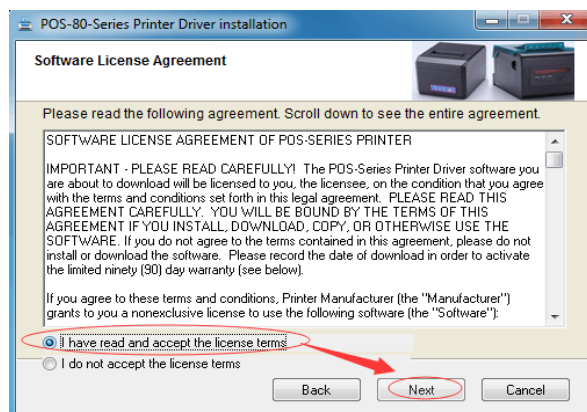 POS-80-Series Printer Driver installation
Software License Agreement
Please read the following agreement. Scroll down to see the entire agreement.
SOFTWARE LICENSE AGREEMENT OF POS-SERIES PRINTER
IMPORTANT - PLEASE READ CAREFULLY! The POS-Series Printer Driver software you
are about to download will be licensed to you, the licensee, on the condition that you agree
with the terms and conditions set forth in this legal agreement. PLEASE READ THIS
AGREEMENT CAREFULLY. YOU WILL BE BOUND BY THE TERMS OF THIS
AGREEMENT IF YOU INSTALL, DOWNLOAD, COPY, OR OTHERWISE USE THE
SOFTWARE. If you do not agree to the terms contained in this agreement, please do not
install or download the software. Please record the date of download in order to activate
the limited ninety (90) day warranty (see below).
If you agree to these terms and conditions, Printer Manufacturer (the "Manufacturer")
grants to you a nonexclusive license to use the following software (the "Software"):
I have read and accept the license terms
I do not accept the license terms
Back
Next
Cancel